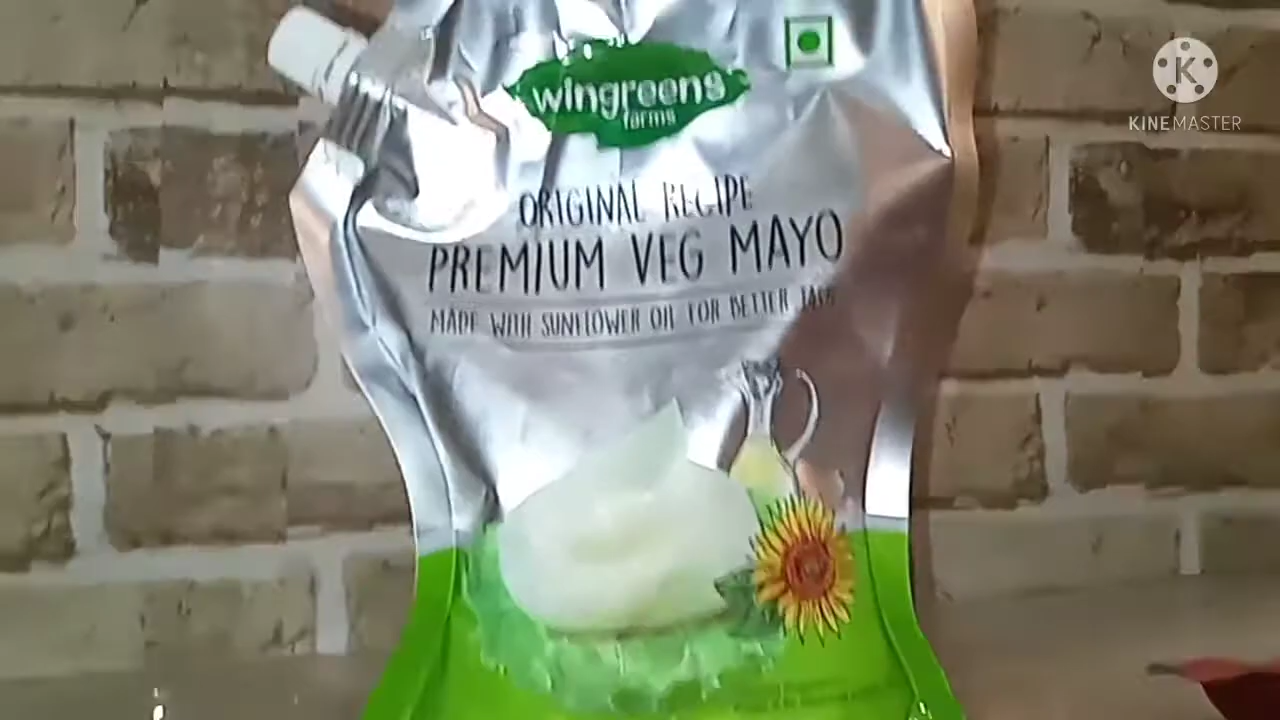 wingreens
farms
K
KINEMASTER
ORIGINAL RECIPE
PREMIUM VEG MAYO
MADE WITH SUNFLOWER OIL FOR BETTER